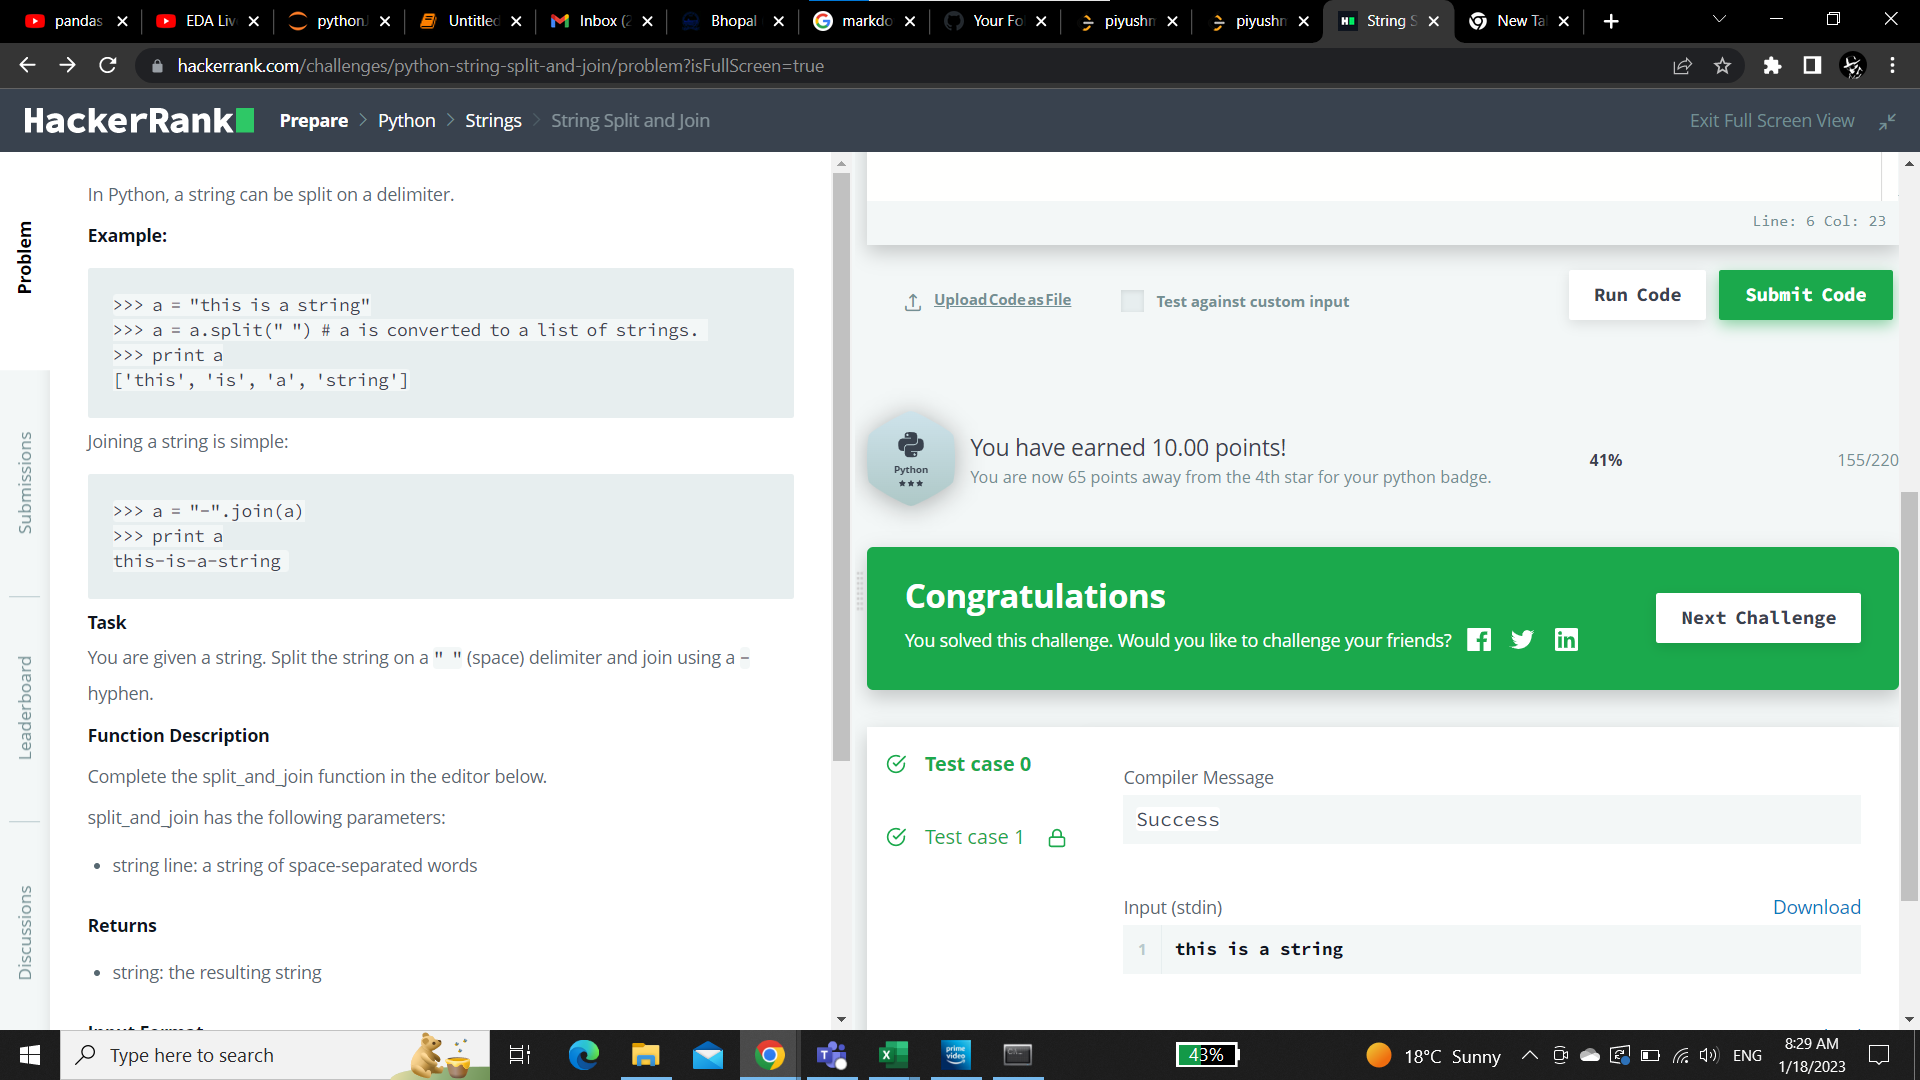 pandas
EDA Liv
python
Untitled
Inbox (2
Bhopal
markdo
Your Fo
piyushm
piyushm
String S
New Ta
hackerrank.com/challenges/python-string-split-and-join/problem?isFullScreen=true
HackerRank
Prepare > Python > Strings > String Split and Join
Exit Full Screen View
Problem
Submissions
Leaderboard
Discussions
In Python, a string can be split on a delimiter.
Example:
>>> a = "this is a string"
>>> a = a.split(" ") # a is converted to a list of strings.
>>> print a
['this', 'is', 'a', 'string']
Joining a string is simple:
>>> a = "-".join(a)
>>> print a
this-is-a-string
Task
You are given a string. Split the string on a " " (space) delimiter and join using a -
hyphen.
Function Description
Complete the split_and_join function in the editor below.
split_and_join has the following parameters:
• string line: a string of space-separated words
Returns
• string: the resulting string
Input Format
Line: 6 Col: 23
Upload Code as File
Test against custom input
Run Code
Submit Code
Python
You have earned 10.00 points!
You are now 65 points away from the 4th star for your python badge.
41%
155/220
Congratulations
You solved this challenge. Would you like to challenge your friends?
Next Challenge
Test case 0
Test case 1
Compiler Message
Success
Input (stdin)
Download
1 this is a string
Type here to search
prime video
43%
18°C Sunny
ENG
8:29 AM
1/18/2023